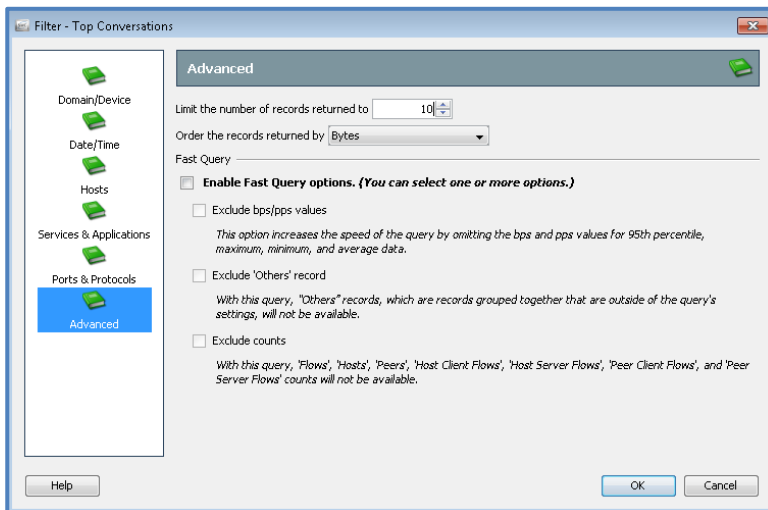 Filter - Top Conversations
Domain/Device
Date/Time
Hosts
Services & Applications
Ports & Protocols
Advanced
Advanced
Limit the number of records returned to 10
Order the records returned by Bytes
Fast Query
Enable Fast Query options. (You can select one or more options.)
Exclude bps/pps values
This option increases the speed of the query by omitting the bps and pps values for 95th percentile,
maximum, minimum, and average data.
Exclude 'Others' record
With this query, "Others" records, which are records grouped together that are outside of the query's
settings, will not be available.
Exclude counts
With this query, 'Flows', 'Hosts', 'Peers', 'Host Client Flows', 'Host Server Flows', 'Peer Client Flows', and 'Peer
Server Flows' counts will not be available.
Help
OK
Cancel